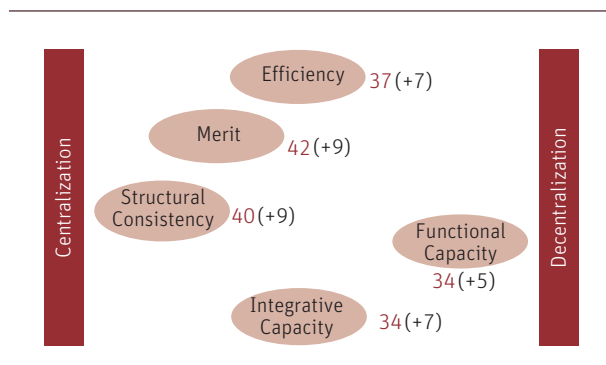 Efficiency
37(+7)
Merit
42(+9)
Centralization
Structural
Consistency
40(+9)
Functional
Capacity
34(+5)
Decentralization
Integrative
Capacity
34(+7)